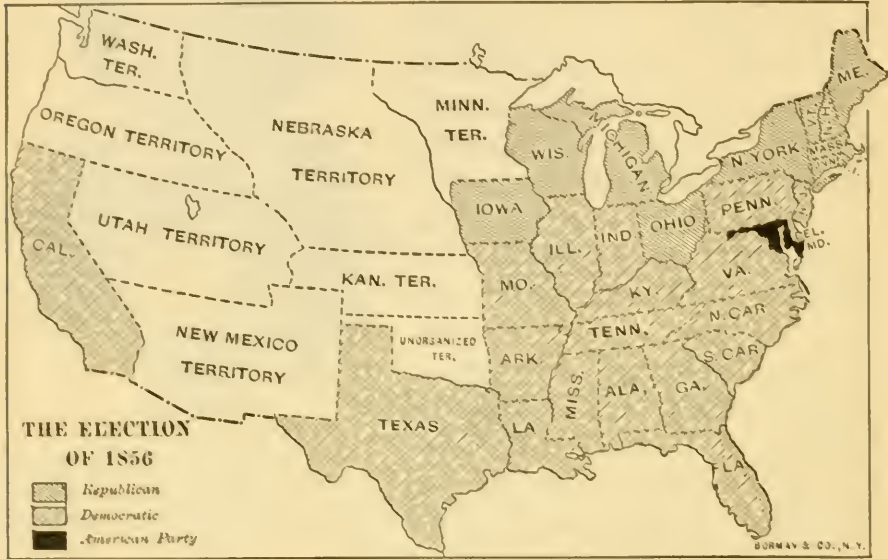 WASH.
TER.
OREGON TERRITORY
NEBRASKA
TERRITORY
MINN.
TER.
UTAH TERRITORY
CAL.
KAN. TER.
NEW MEXICO
TERRITORY
UNORGANIZED
TER.
TEXAS
WIS.
MICHIGAN
IOWA
ILL.
IND
OHIO
MO.
ARK.
LA
KY.
TENN.
MISS.
ALA,
GA.
FLA
S.CAR
N.CAR
VA.
PENN.
N.YORK
VT.
N.H.
ME.
MASS
N.J.
DEL.
MD.
THE ELECTION
OF 1856
Republican
Democratic
American Party
BORMAY & CO., N.Y.